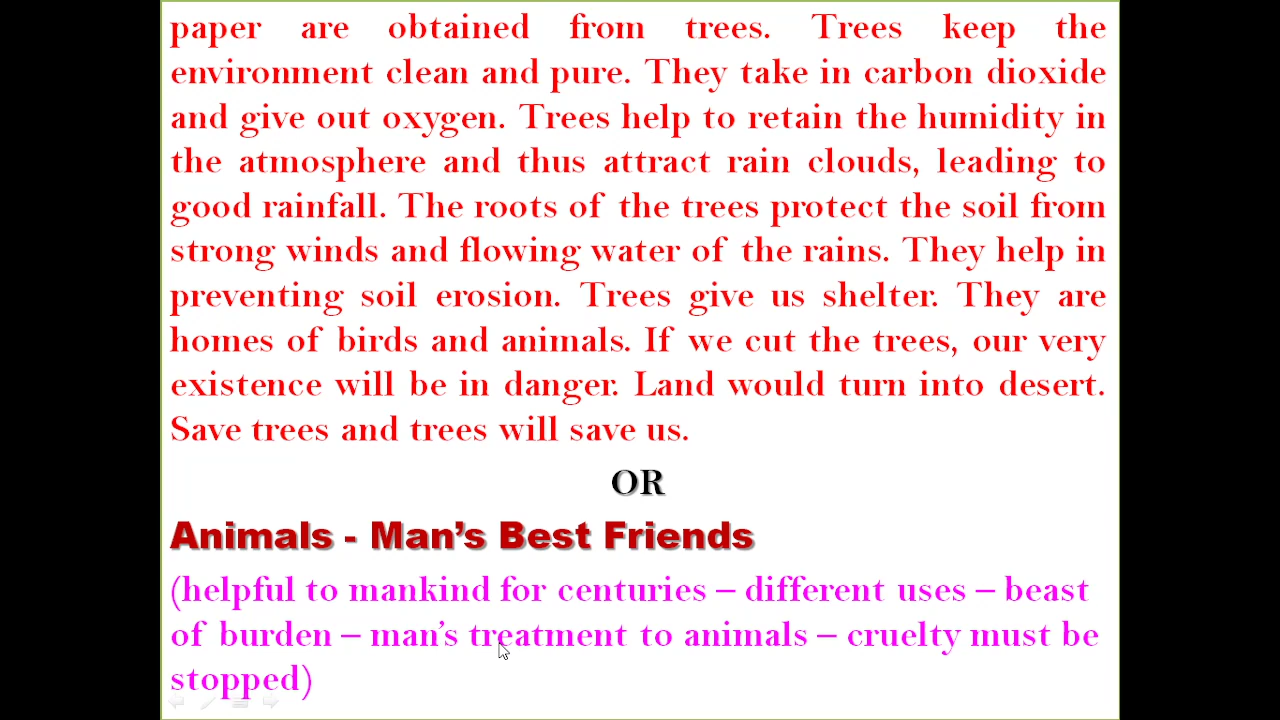 paper are obtained from trees. Trees keep the
environment clean and pure. They take in carbon dioxide
and give out oxygen. Trees help to retain the humidity in
the atmosphere and thus attract rain clouds, leading to
good rainfall. The roots of the trees protect the soil from
strong winds and flowing water of the rains. They help in
preventing soil erosion. Trees give us shelter. They are
homes of birds and animals. If we cut the trees, our very
existence will be in danger. Land would turn into desert.
Save trees and trees will save us.
OR
Animals - Man’s Best Friends
(helpful to mankind for centuries – different uses – beast
of burden – man’s treatment to animals – cruelty must be
stopped)